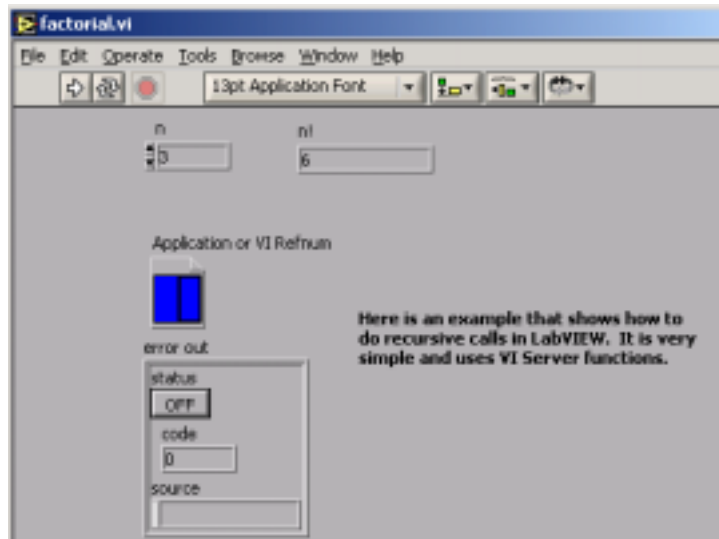 factorial.vi
File Edit Operate Tools Browse Window Help
13pt Application Font
n
n!
3
6
Application or VI Refnum
Here is an example that shows how to
do recursive calls in LabVIEW. It is very
simple and uses VI Server functions.
error out
status
OFF
code
0
source